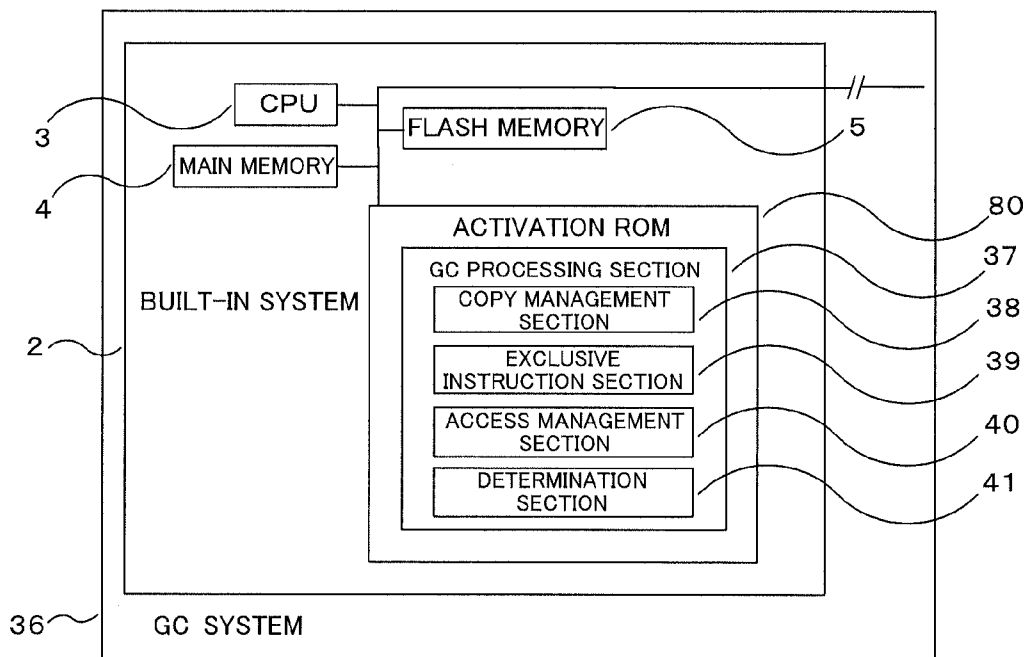 CPU
3
FLASH MEMORY
5
MAIN MEMORY
4
80
ACTIVATION ROM
37
GC PROCESSING SECTION
COPY MANAGEMENT
SECTION
38
BUILT-IN SYSTEM
2
EXCLUSIVE
INSTRUCTION SECTION
39
ACCESS MANAGEMENT
SECTION
40
DETERMINATION
SECTION
41
36
GC SYSTEM